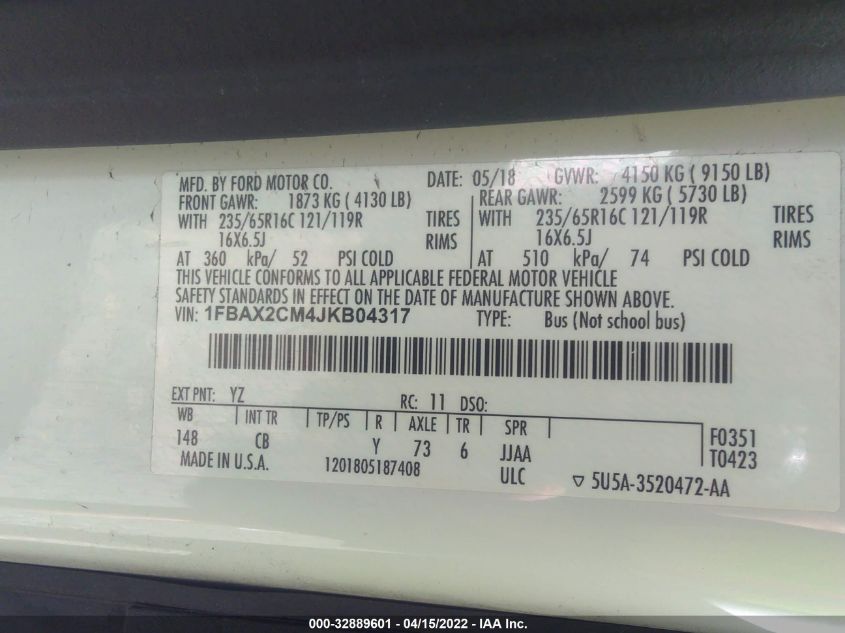 MFD. BY FORD MOTOR CO. DATE: 05/18 GVWR: 4150 KG ( 9150 LB)
FRONT GAWR: 1873 KG ( 4130 LB) REAR GAWR: 2599 KG ( 5730 LB)
WITH 235/65R16C 121/119R TIRES WITH 235/65R16C 121/119R TIRES
16X6.5J RIMS 16X6.5J RIMS
AT 360 kPa/ 52 PSI COLD AT 510 kPa/ 74 PSI COLD
THIS VEHICLE CONFORMS TO ALL APPLICABLE FEDERAL MOTOR VEHICLE
SAFETY STANDARDS IN EFFECT ON THE DATE OF MANUFACTURE SHOWN ABOVE.
VIN: 1FBAX2CM4JKB04317 TYPE: Bus (Not school bus)
EXT PNT: YZ RC: 11 DSO:
WB INT TR TP/PS R AXLE TR SPR
148 CB Y 73 6 JJAA F0351
T0423
MADE IN U.S.A. 1201805187408 ULC ▽ 5U5A-3520472-AA
000-32889601 - 04/15/2022 - IAA Inc.